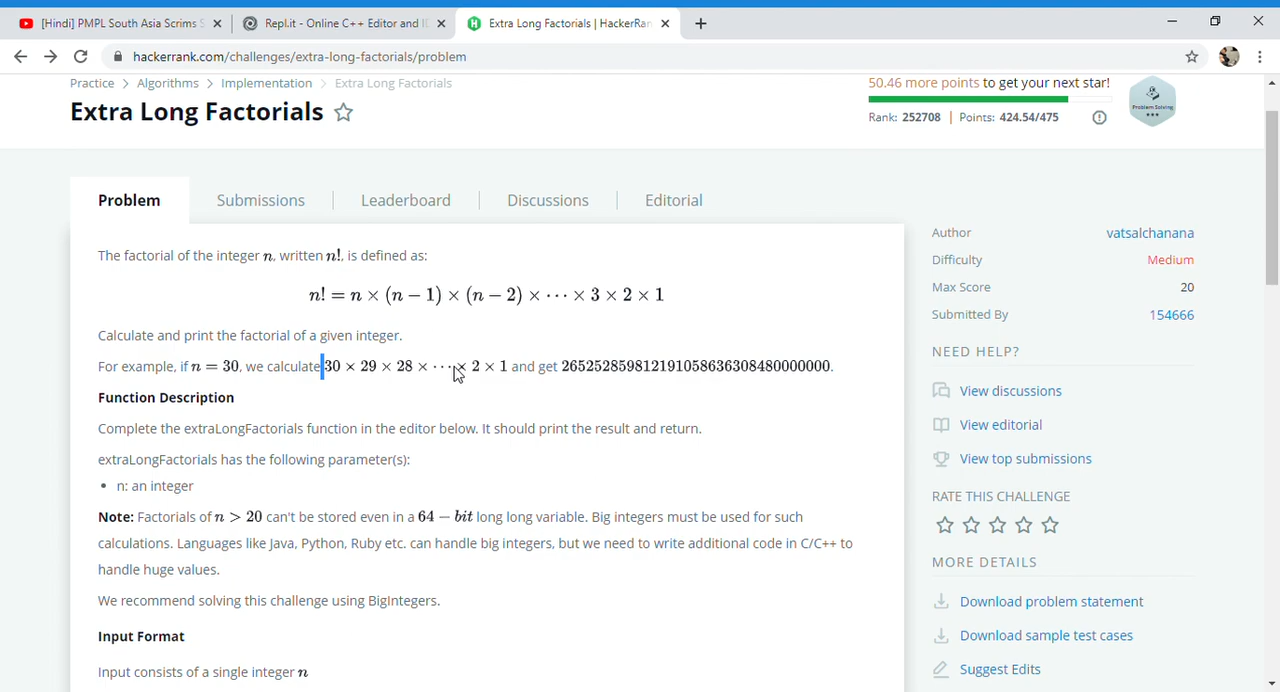 [Hindi] PMPL South Asia Scrims S
Repl.it - Online C++ Editor and ID
Extra Long Factorials | HackerRan
hackerrank.com/challenges/extra-long-factorials/problem
Practice > Algorithms > Implementation > Extra Long Factorials
50.46 more points to get your next star!
Extra Long Factorials
Rank: 252708 | Points: 424.54/475
Problem Solving
Problem
Submissions
Leaderboard
Discussions
Editorial
The factorial of the integer n, written n!, is defined as:
n! = n × (n − 1) × (n − 2) × ⋯ × 3 × 2 × 1
Calculate and print the factorial of a given integer.
For example, if n = 30, we calculate 30 × 29 × 28 × ⋯ × 2 × 1 and get 265252859812191058636308480000000.
Function Description
Complete the extraLongFactorials function in the editor below. It should print the result and return.
extraLongFactorials has the following parameter(s):
• n: an integer
Note: Factorials of n > 20 can't be stored even in a 64 − bit long long variable. Big integers must be used for such
calculations. Languages like Java, Python, Ruby etc. can handle big integers, but we need to write additional code in C/C++ to
handle huge values.
We recommend solving this challenge using BigIntegers.
Input Format
Input consists of a single integer n
Author vatsalchanana
Difficulty Medium
Max Score 20
Submitted By 154666
NEED HELP?
View discussions
View editorial
View top submissions
RATE THIS CHALLENGE
MORE DETAILS
Download problem statement
Download sample test cases
Suggest Edits